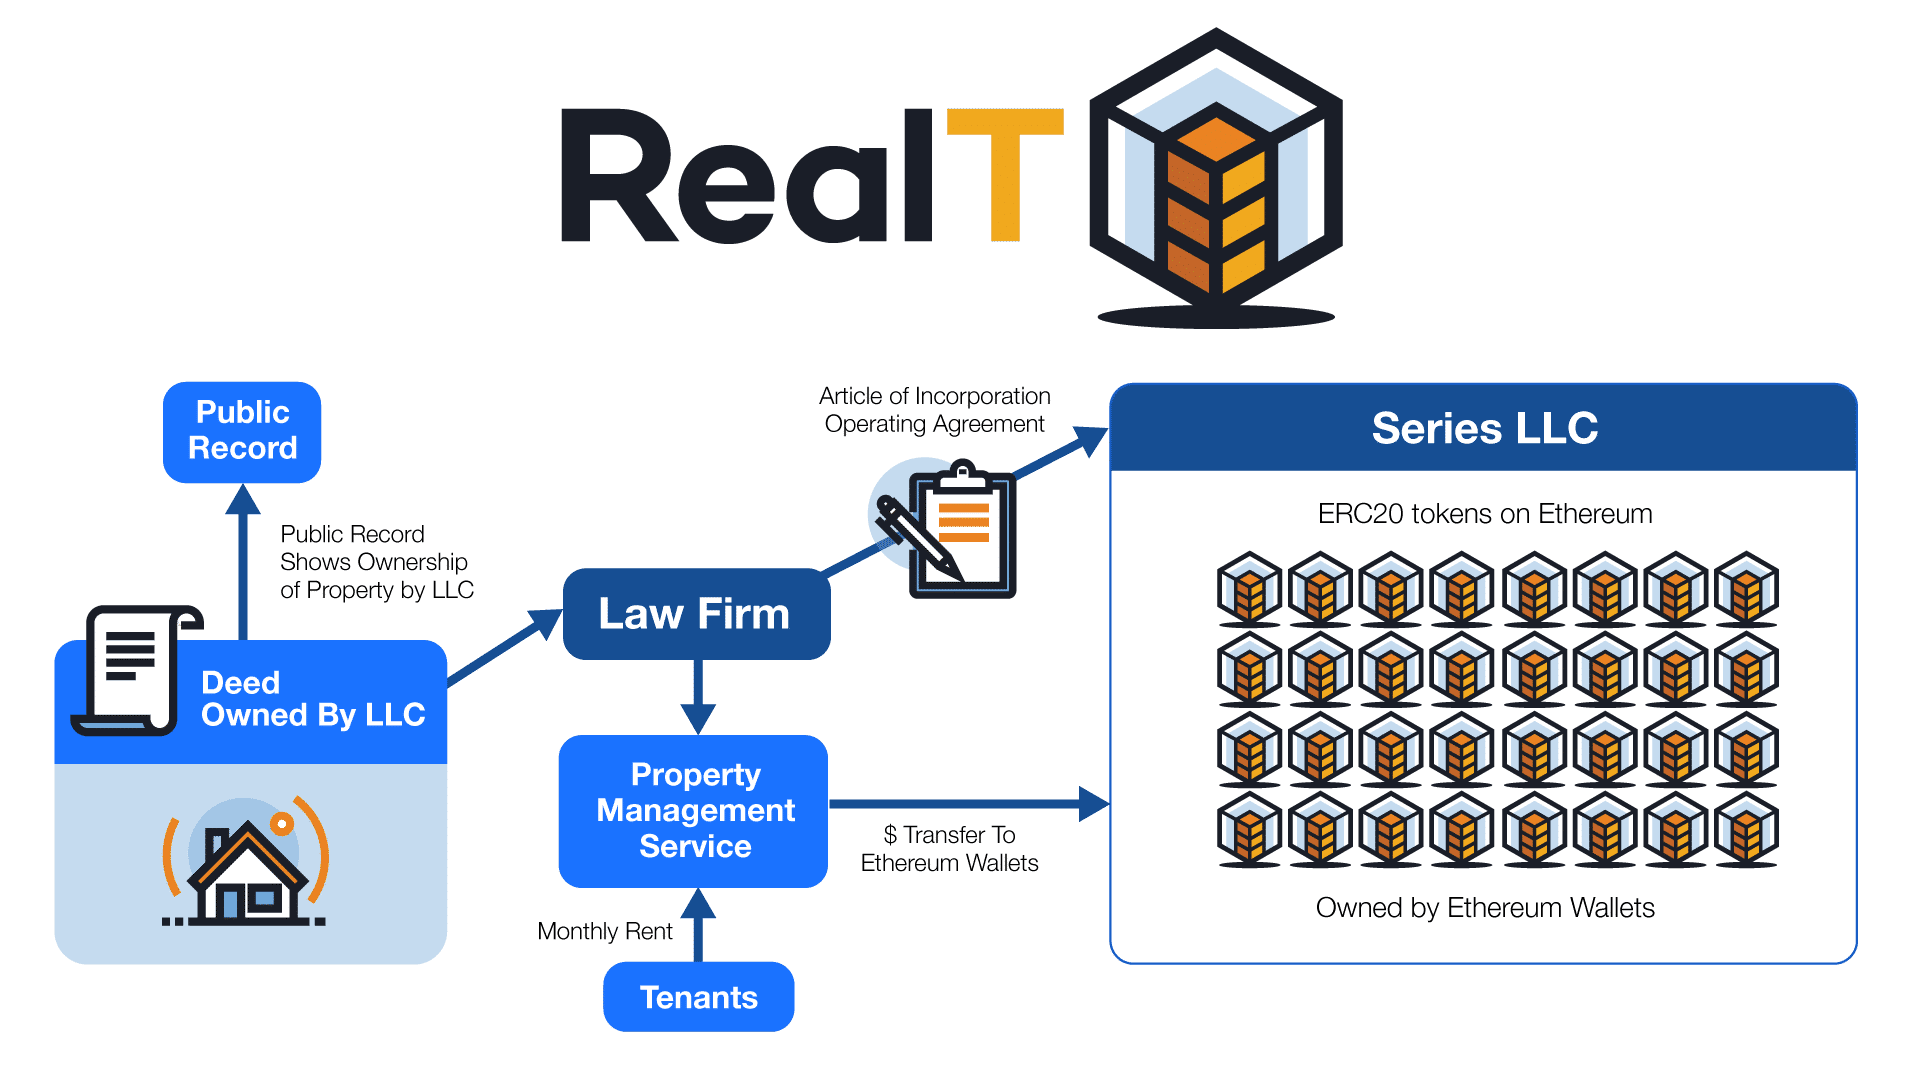 RealT
Public
Record
Public Record
Shows Ownership
of Property by LLC
Deed
Owned By LLC
Law Firm
Article of Incorporation
Operating Agreement
Property
Management
Service
$ Transfer To
Ethereum Wallets
Monthly Rent
Tenants
Series LLC
ERC20 tokens on Ethereum
Owned by Ethereum Wallets